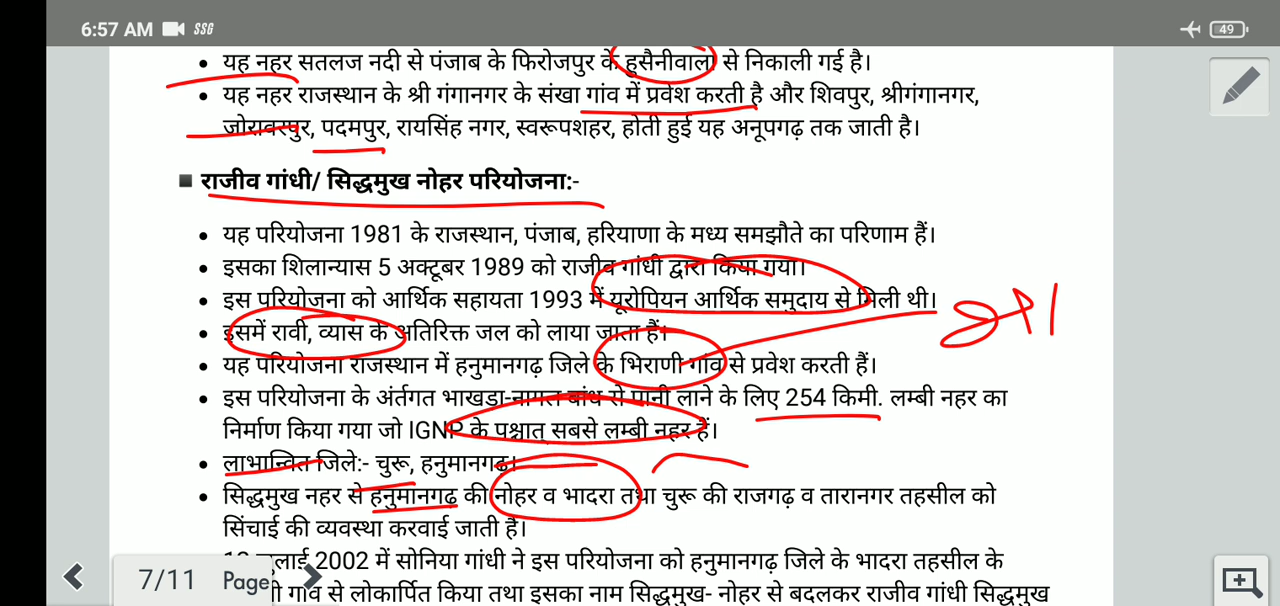 6:57 AM SSG 49
• यह नहर सतलज नदी से पंजाब के फिरोजपुर के हुसैनीवाला से निकाली गई है।
• यह नहर राजस्थान के श्री गंगानगर के संखा गांव में प्रवेश करती है और शिवपुर, श्रीगंगानगर,
जोरावरपुर, पदमपुर, रायसिंह नगर, स्वरूपशहर, होती हुई यह अनूपगढ़ तक जाती है।
■ राजीव गांधी/ सिद्धमुख नोहर परियोजना:-
• यह परियोजना 1981 के राजस्थान, पंजाब, हरियाणा के मध्य समझौते का परिणाम हैं।
• इसका शिलान्यास 5 अक्टूबर 1989 को राजीव गांधी द्वारा किया गया।
• इस परियोजना को आर्थिक सहायता 1993 में यूरोपियन आर्थिक समुदाय से मिली थी।
• इसमें रावी, व्यास के अतिरिक्त जल को लाया जाता हैं।
• यह परियोजना राजस्थान में हनुमानगढ़ जिले के भिराणी गांव से प्रवेश करती हैं।
• इस परियोजना के अंर्तगत भाखडा-नागल बांध से पानी लाने के लिए 254 किमी. लम्बी नहर का
निर्माण किया गया जो IGNP के पश्चात् सबसे लम्बी नहर हैं।
• लाभान्वित जिले:- चुरू, हनुमानगढ़।
• सिद्धमुख नहर से हनुमानगढ़ की नोहर व भादरा तथा चुरू की राजगढ़ व तारानगर तहसील को
सिंचाई की व्यवस्था करवाई जाती हैं।
जुलाई 2002 में सोनिया गांधी ने इस परियोजना को हनुमानगढ़ जिले के भादरा तहसील के
गांव से लोकार्पित किया तथा इसका नाम सिद्धमुख- नोहर से बदलकर राजीव गांधी सिद्धमुख
7/11 Page